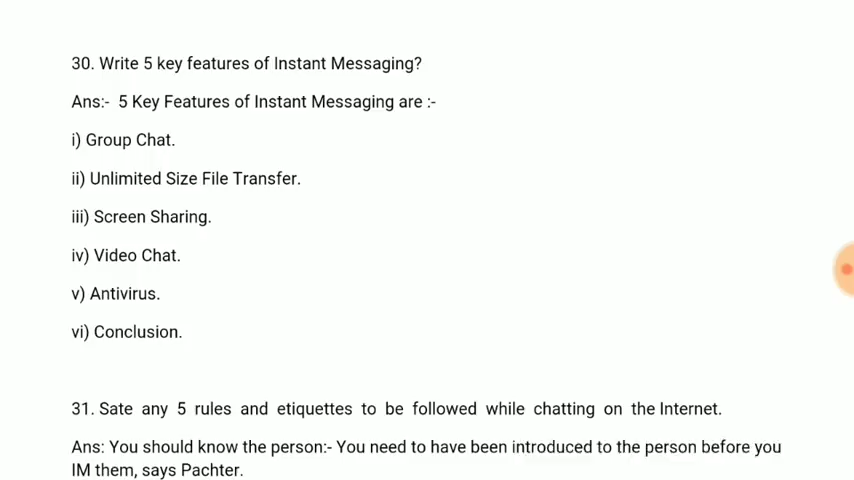 30. Write 5 key features of Instant Messaging?
Ans:- 5 Key Features of Instant Messaging are :-
i) Group Chat.
ii) Unlimited Size File Transfer.
iii) Screen Sharing.
iv) Video Chat.
v) Antivirus.
vi) Conclusion.
31. Sate any 5 rules and etiquettes to be followed while chatting on the Internet.
Ans: You should know the person:- You need to have been introduced to the person before you
IM them, says Pachter.